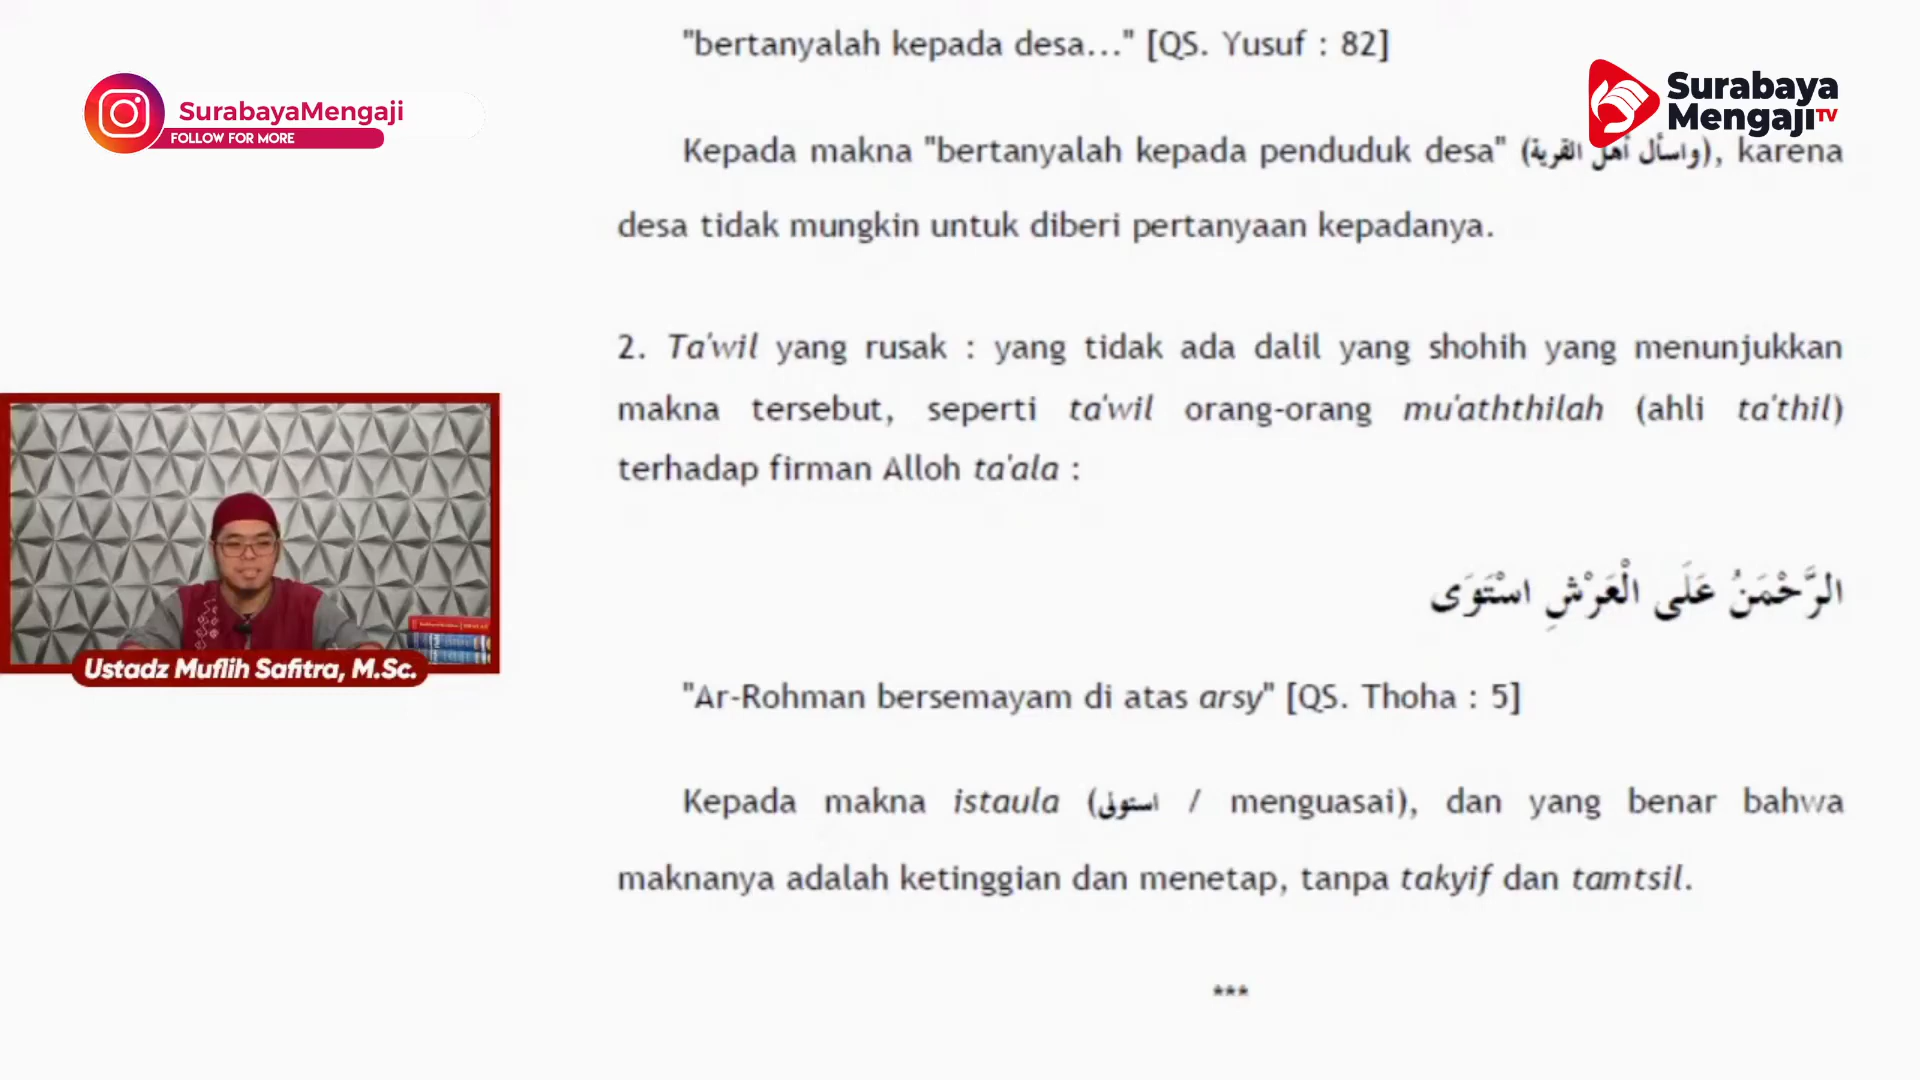 "bertanyalah kepada desa..." [QS. Yusuf : 82]
SurabayaMengaji
FOLLOW FOR MORE
Surabaya
MengajiTV
Kepada makna "bertanyalah kepada penduduk desa" (واسأل أهل القرية), karena
desa tidak mungkin untuk diberi pertanyaan kepadanya.
2. Ta'wil yang rusak : yang tidak ada dalil yang shohih yang menunjukkan
makna tersebut, seperti ta'wil orang-orang mu'aththilah (ahli ta'thil)
terhadap firman Alloh ta'ala :
الرَّحْمَنُ عَلَى الْعَرْشِ اسْتَوَى
Ustadz Muflih Safitra, M.Sc.
"Ar-Rohman bersemayam di atas arsy" [QS. Thoha : 5]
Kepada makna istaula (استولى / menguasai), dan yang benar bahwa
maknanya adalah ketinggian dan menetap, tanpa takyif dan tamtsil.
***